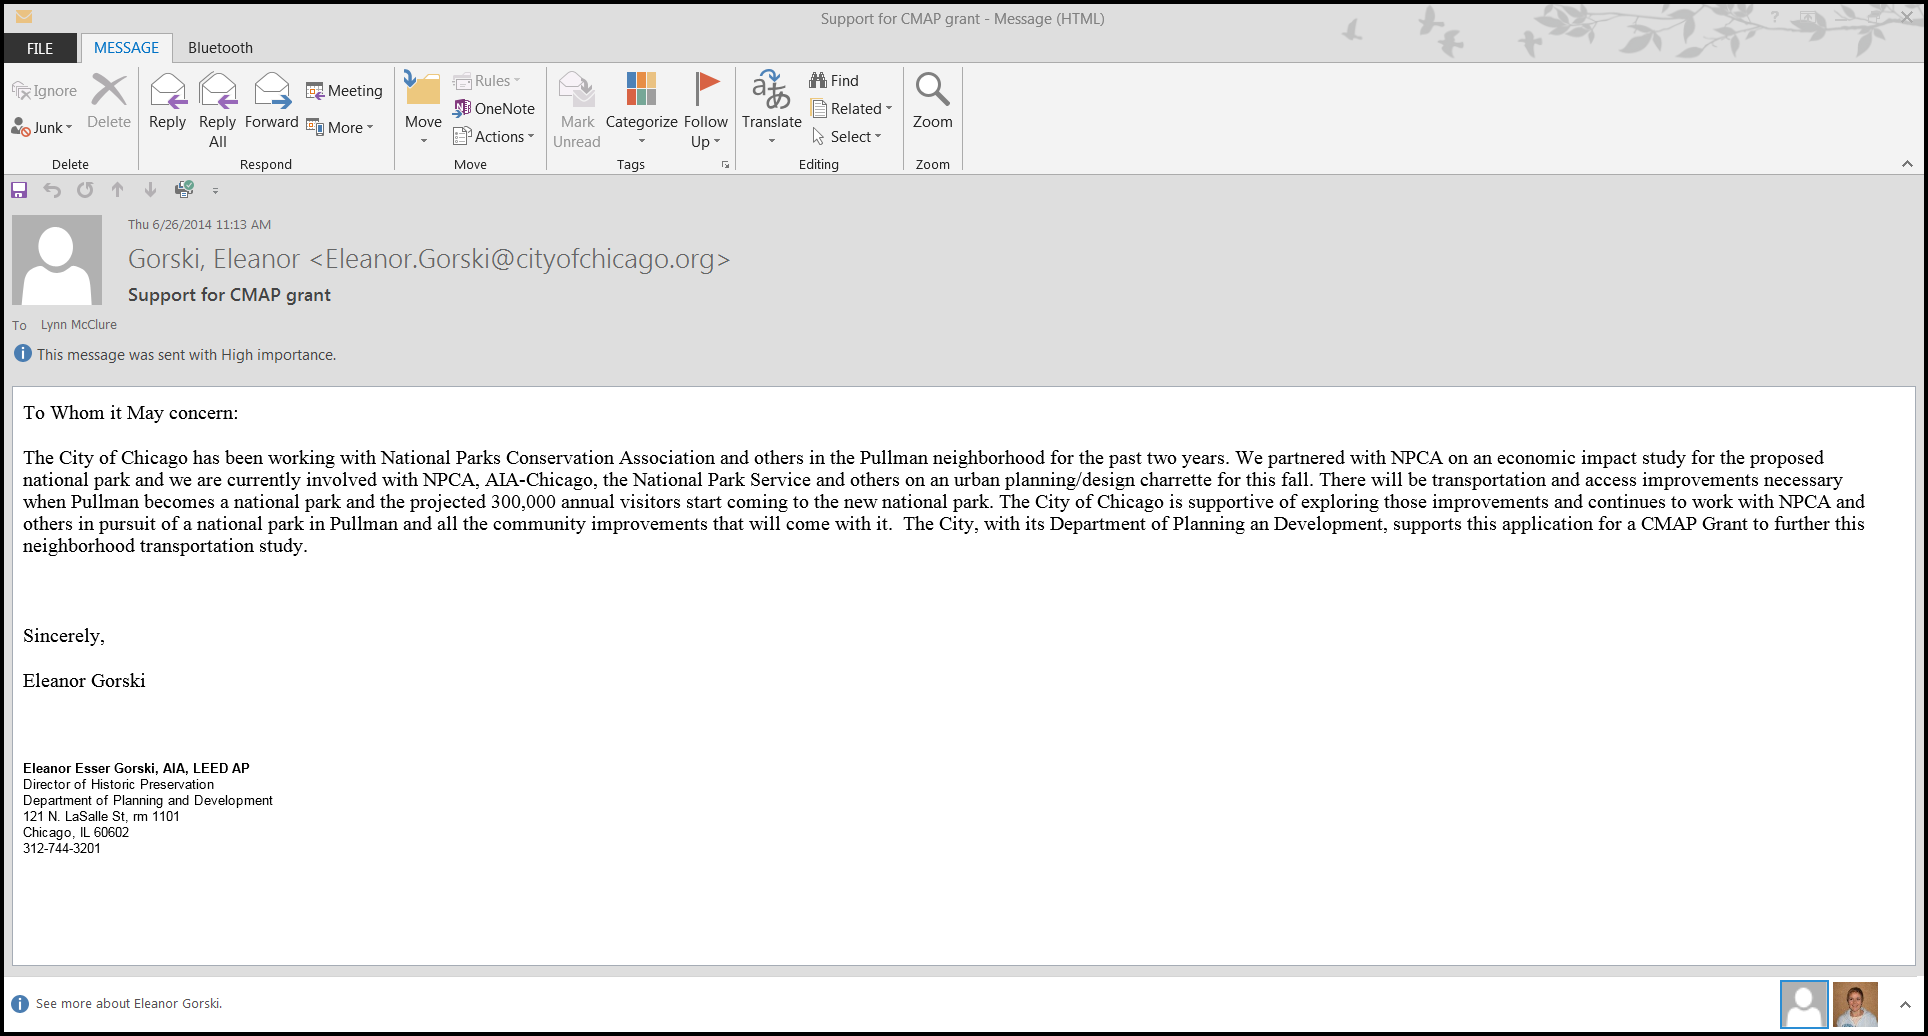 Support for CMAP grant - Message (HTML)
?
FILE MESSAGE Bluetooth
Ignore
Junk
Delete
Delete
Reply
Reply All
Forward
Meeting
More
Respond
Move
Rules
OneNote
Actions
Move
Mark Unread
Categorize
Follow Up
Tags
Translate
Find
Related
Select
Editing
Zoom
Zoom
Thu 6/26/2014 11:13 AM
Gorski, Eleanor <Eleanor.Gorski@cityofchicago.org>
Support for CMAP grant
To Lynn McClure
This message was sent with High importance.
To Whom it May concern:
The City of Chicago has been working with National Parks Conservation Association and others in the Pullman neighborhood for the past two years. We partnered with NPCA on an economic impact study for the proposed
national park and we are currently involved with NPCA, AIA-Chicago, the National Park Service and others on an urban planning/design charrette for this fall. There will be transportation and access improvements necessary
when Pullman becomes a national park and the projected 300,000 annual visitors start coming to the new national park. The City of Chicago is supportive of exploring those improvements and continues to work with NPCA and
others in pursuit of a national park in Pullman and all the community improvements that will come with it.  The City, with its Department of Planning an Development, supports this application for a CMAP Grant to further this
neighborhood transportation study.
Sincerely,
Eleanor Gorski
Eleanor Esser Gorski, AIA, LEED AP
Director of Historic Preservation
Department of Planning and Development
121 N. LaSalle St, rm 1101
Chicago, IL 60602
312-744-3201
See more about Eleanor Gorski.